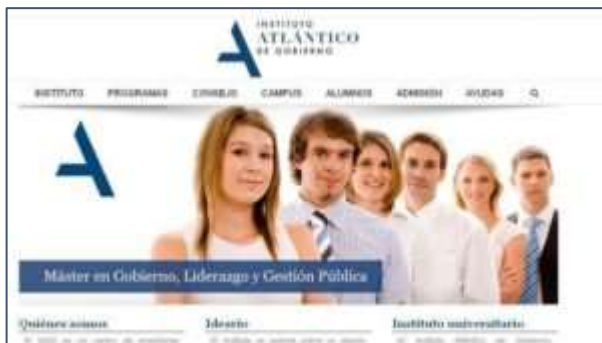 INSTITUTO
ATLÁNTICO
DE GOBIERNO
INSTITUTO PROGRAMAS CONSEJO CAMPUS ALUMNOS ADMISIÓN AYUDAS
Máster en Gobierno, Liderazgo y Gestión Pública
Quiénes somos Ideario Instituto universitario